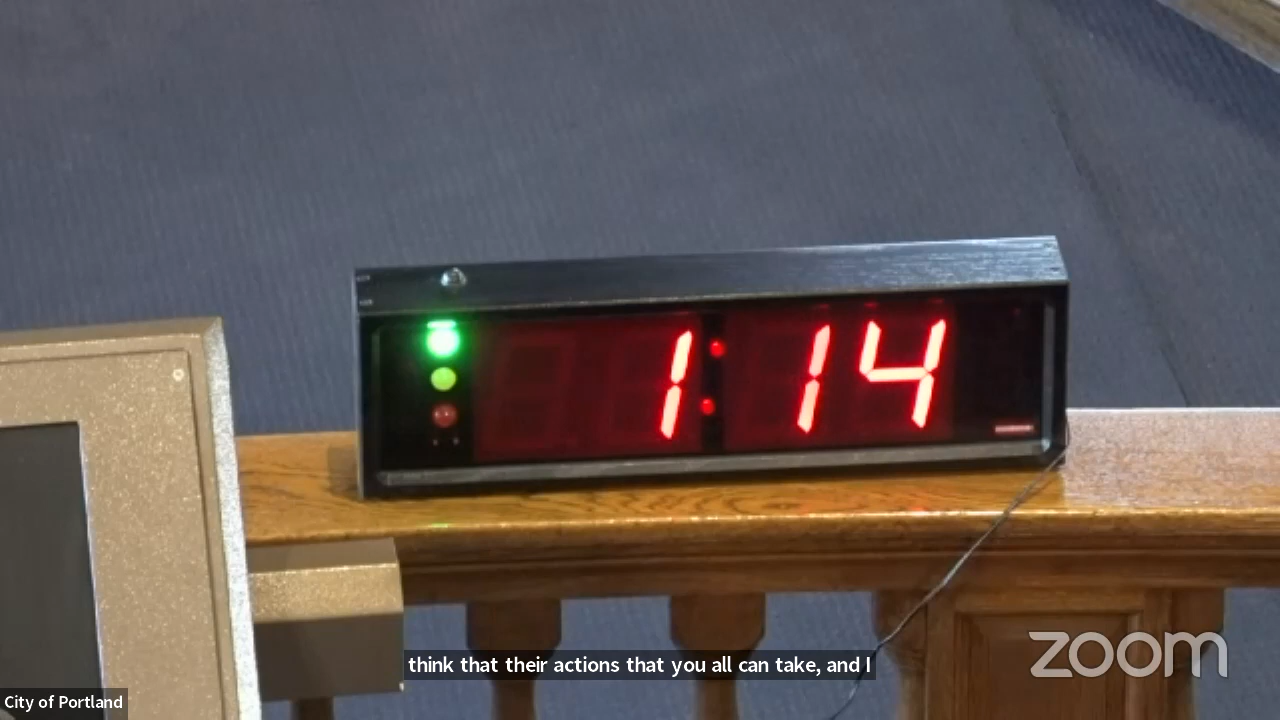 1:14
think that their actions that you all can take, and I
zoom
City of Portland